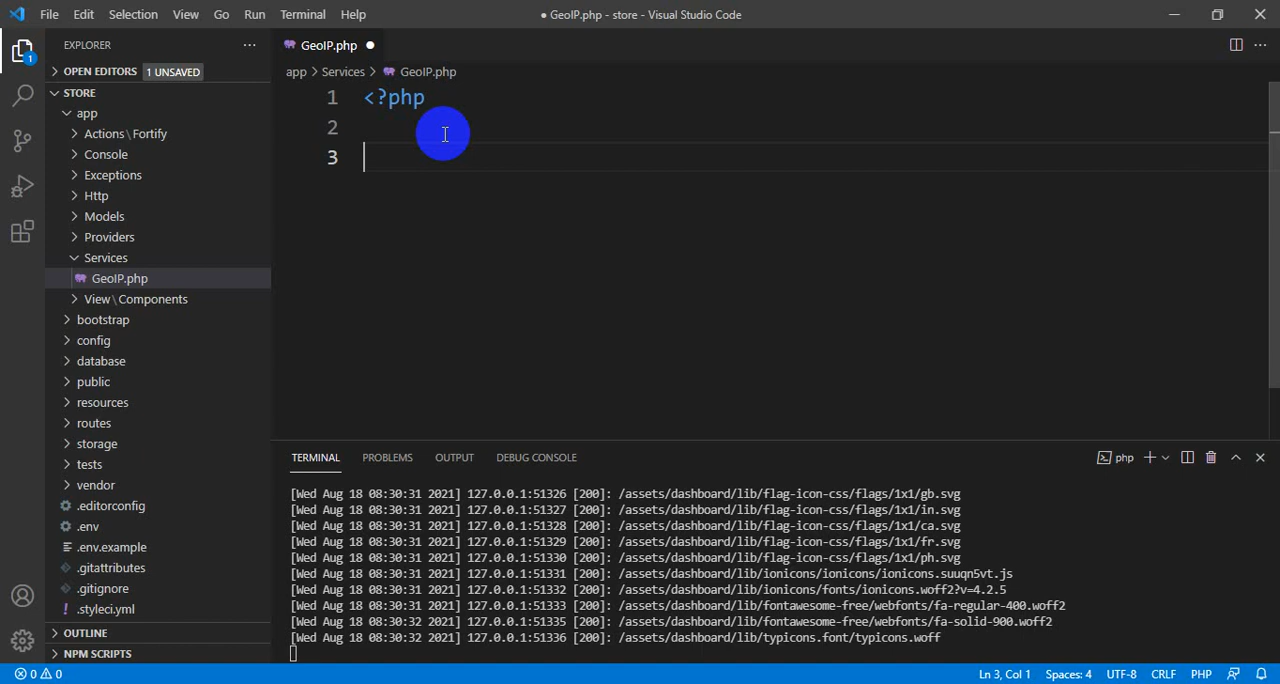 File Edit Selection View Go Run Terminal Help
● GeoIP.php - store - Visual Studio Code
EXPLORER
GeoIP.php
OPEN EDITORS 1 UNSAVED
app > Services > GeoIP.php
STORE
app
Actions\Fortify
Console
Exceptions
Http
Models
Providers
Services
GeoIP.php
View\Components
bootstrap
config
database
public
resources
routes
storage
tests
vendor
.editorconfig
.env
.env.example
.gitattributes
.gitignore
.styleci.yml
OUTLINE
NPM SCRIPTS
1 <?php
2
3
TERMINAL PROBLEMS OUTPUT DEBUG CONSOLE
php
[Wed Aug 18 08:30:31 2021] 127.0.0.1:51326 [200]: /assets/dashboard/lib/flag-icon-css/flags/1x1/gb.svg
[Wed Aug 18 08:30:31 2021] 127.0.0.1:51327 [200]: /assets/dashboard/lib/flag-icon-css/flags/1x1/in.svg
[Wed Aug 18 08:30:31 2021] 127.0.0.1:51328 [200]: /assets/dashboard/lib/flag-icon-css/flags/1x1/ca.svg
[Wed Aug 18 08:30:31 2021] 127.0.0.1:51329 [200]: /assets/dashboard/lib/flag-icon-css/flags/1x1/fr.svg
[Wed Aug 18 08:30:31 2021] 127.0.0.1:51330 [200]: /assets/dashboard/lib/flag-icon-css/flags/1x1/ph.svg
[Wed Aug 18 08:30:31 2021] 127.0.0.1:51331 [200]: /assets/dashboard/lib/ionicons/ionicons/ionicons.suuqn5vt.js
[Wed Aug 18 08:30:31 2021] 127.0.0.1:51332 [200]: /assets/dashboard/lib/ionicons/fonts/ionicons.woff2?v=4.2.5
[Wed Aug 18 08:30:31 2021] 127.0.0.1:51333 [200]: /assets/dashboard/lib/fontawesome-free/webfonts/fa-regular-400.woff2
[Wed Aug 18 08:30:32 2021] 127.0.0.1:51335 [200]: /assets/dashboard/lib/fontawesome-free/webfonts/fa-solid-900.woff2
[Wed Aug 18 08:30:32 2021] 127.0.0.1:51336 [200]: /assets/dashboard/lib/typicons.font/typicons.woff
1
0 0
Ln 3, Col 1 Spaces: 4 UTF-8 CRLF PHP